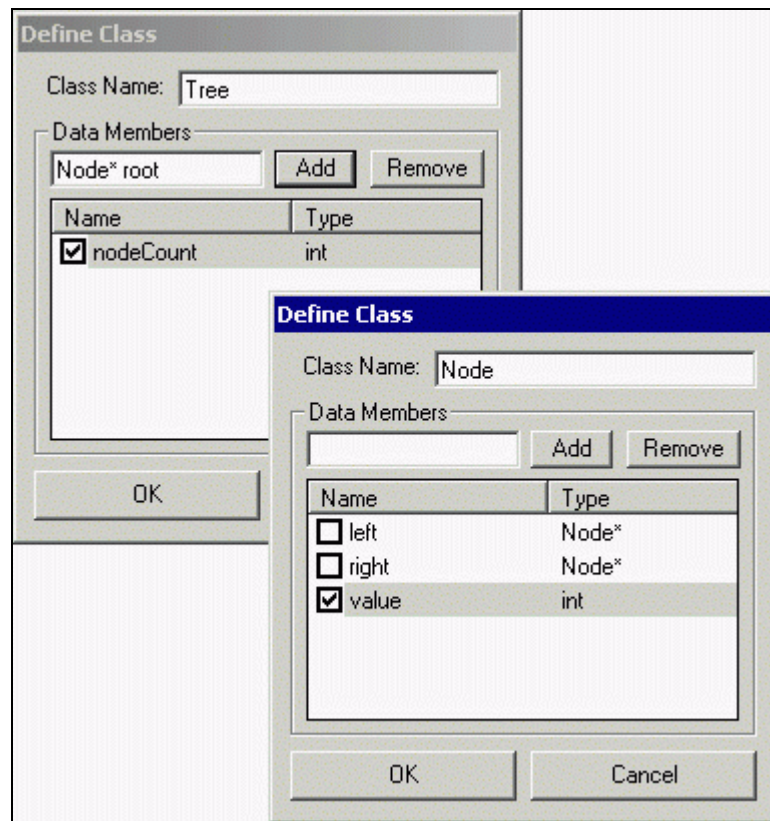 Define Class
Class Name: Tree
Data Members
Node* root Add Remove
Name Type
nodeCount int
OK
Define Class
Class Name: Node
Data Members
Add Remove
Name Type
left Node*
right Node*
value int
OK Cancel